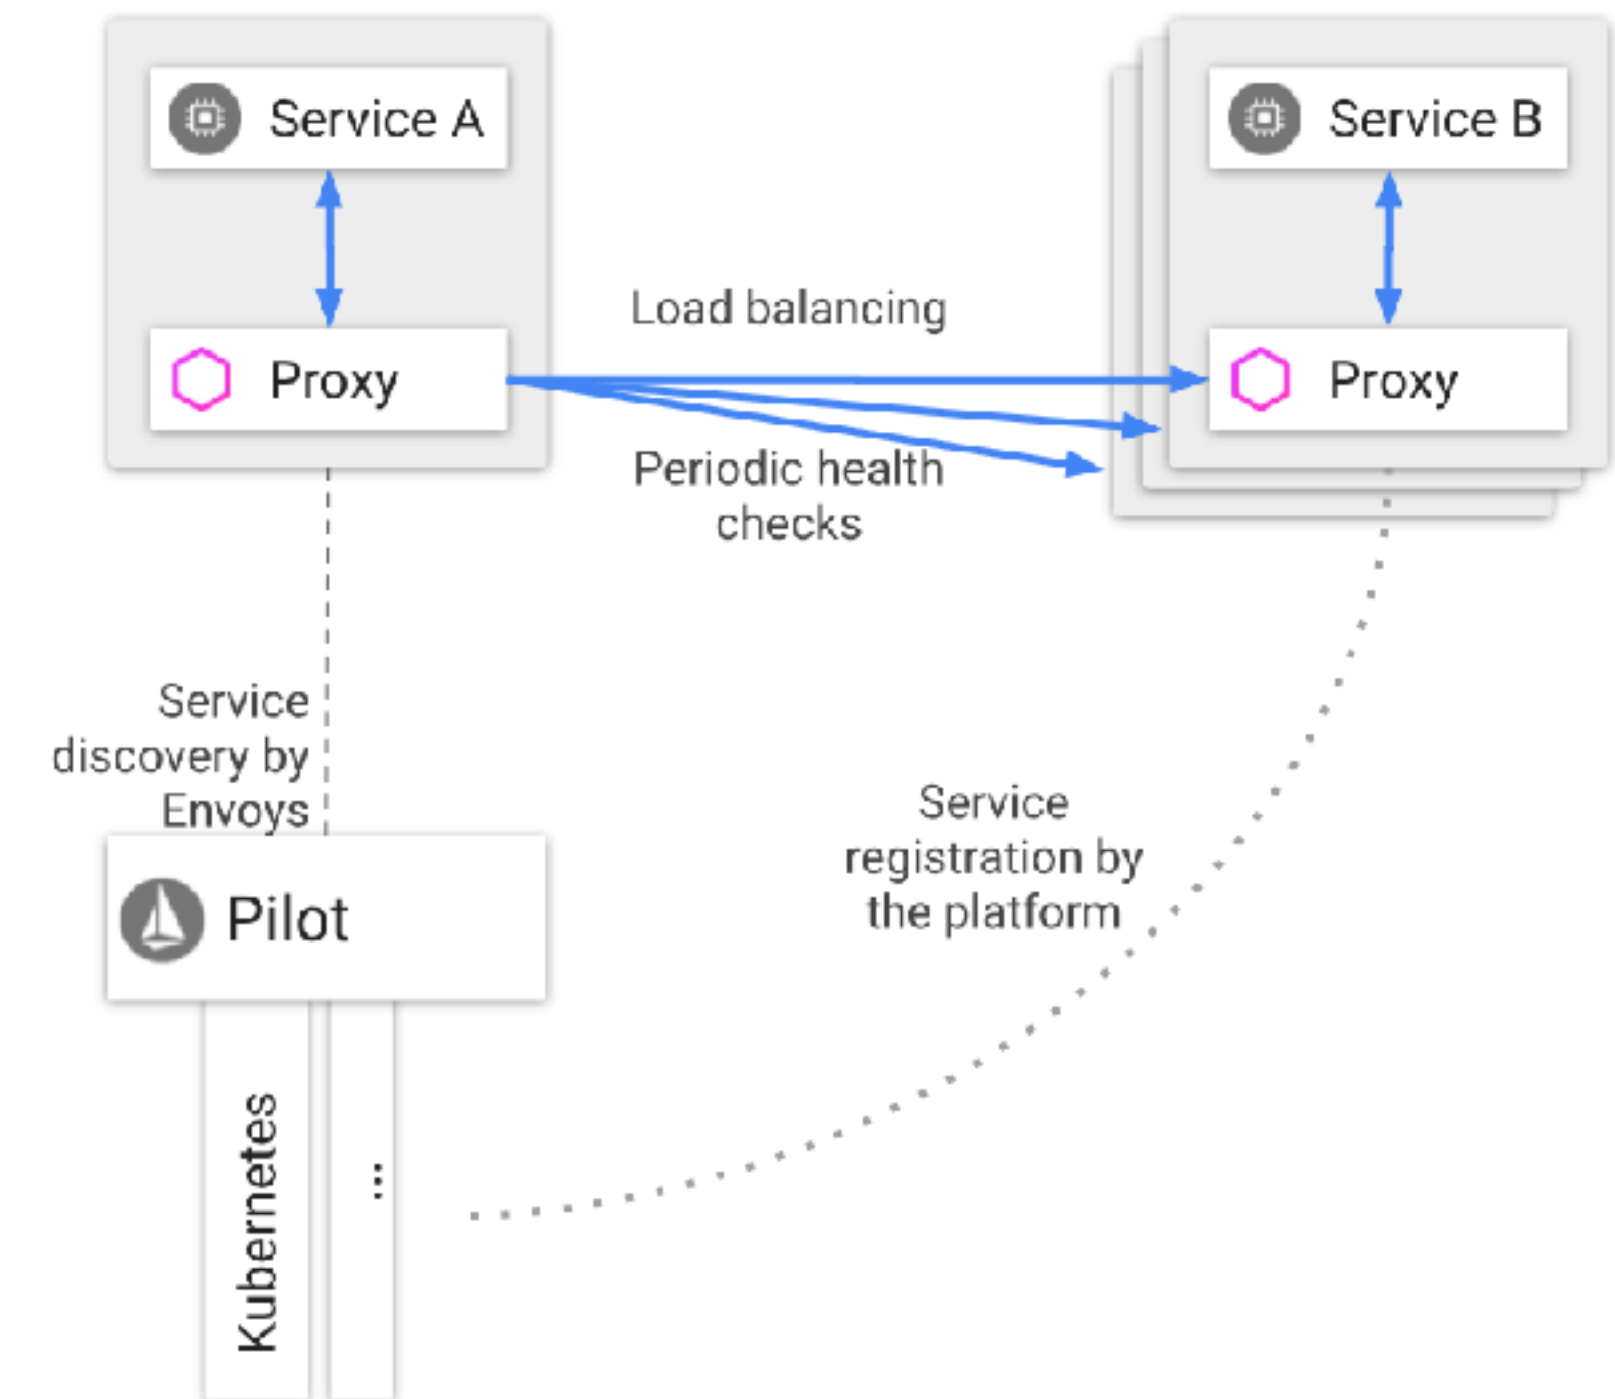 Service A
Service B
Load balancing
Proxy
Proxy
Periodic health
checks
Service
discovery by
Envoys
Service
registration by
the platform
Pilot
Kubernetes
...